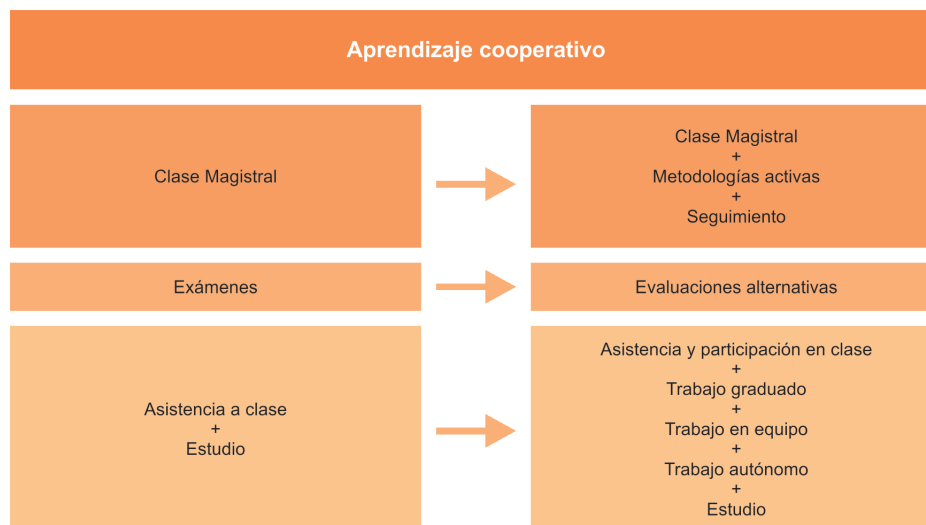 Aprendizaje cooperativo
Clase Magistral
Clase Magistral
+
Metodologías activas
+
Seguimiento
Exámenes
Evaluaciones alternativas
Asistencia a clase
+
Estudio
Asistencia y participación en clase
+
Trabajo graduado
+
Trabajo en equipo
+
Trabajo autónomo
+
Estudio